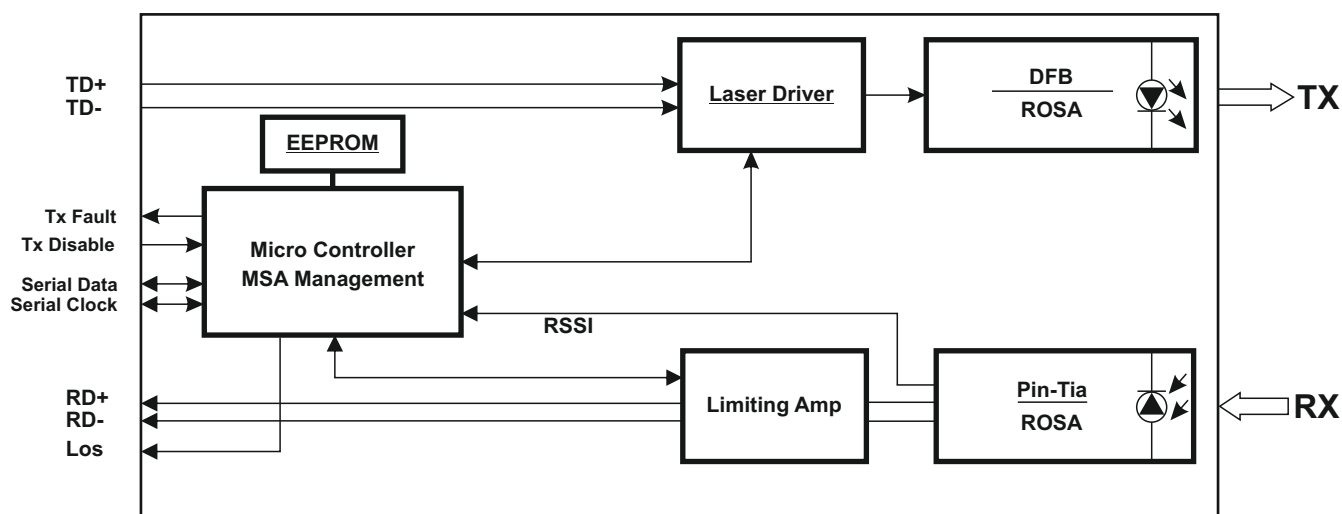 TD+
TD-
Laser Driver
DFB
ROSA
TX
EEPROM
Tx Fault
Tx Disable
Serial Data
Serial Clock
Micro Controller
MSA Management
RSSI
RD+
RD-
Los
Limiting Amp
Pin-Tia
ROSA
RX